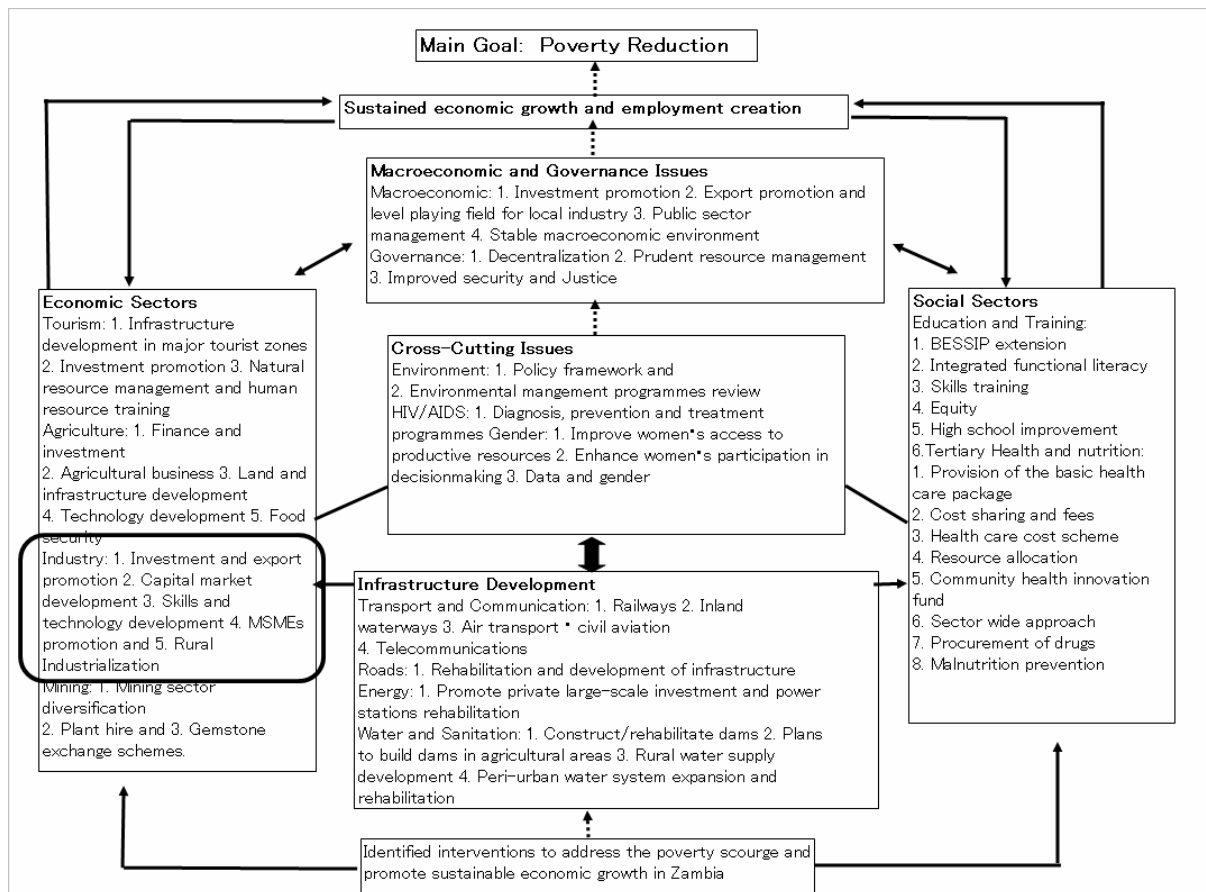 Main Goal: Poverty Reduction
Sustained economic growth and employment creation
Macroeconomic and Governance Issues
Macroeconomic: 1. Investment promotion 2. Export promotion and
level playing field for local industry 3. Public sector
management 4. Stable macroeconomic environment
Governance: 1. Decentralization 2. Prudent resource management
3. Improved security and Justice
Economic Sectors
Tourism: 1. Infrastructure
development in major tourist zones
2. Investment promotion 3. Natural
resource management and human
resource training
Agriculture: 1. Finance and
investment
2. Agricultural business 3. Land and
infrastructure development
4. Technology development 5. Food
security
Industry: 1. Investment and export
promotion 2. Capital market
development 3. Skills and
technology development 4. MSMEs
promotion and 5. Rural
Industrialization
Mining: 1. Mining sector
diversification
2. Plant hire and 3. Gemstone
exchange schemes.
Cross-Cutting Issues
Environment: 1. Policy framework and
2. Environmental mangement programmes review
HIV/AIDS: 1. Diagnosis, prevention and treatment
programmes Gender: 1. Improve women・s access to
productive resources 2. Enhance women・s participation in
decisionmaking 3. Data and gender
Infrastructure Development
Transport and Communication: 1. Railways 2. Inland
waterways 3. Air transport ・ civil aviation
4. Telecommunications
Roads: 1. Rehabilitation and development of infrastructure
Energy: 1. Promote private large-scale investment and power
stations rehabilitation
Water and Sanitation: 1. Construct/rehabilitate dams 2. Plans
to build dams in agricultural areas 3. Rural water supply
development 4. Peri-urban water system expansion and
rehabilitation
Social Sectors
Education and Training:
1. BESSIP extension
2. Integrated functional literacy
3. Skills training
4. Equity
5. High school improvement
6.Tertiary Health and nutrition:
1. Provision of the basic health
care package
2. Cost sharing and fees
3. Health care cost scheme
4. Resource allocation
5. Community health innovation
fund
6. Sector wide approach
7. Procurement of drugs
8. Malnutrition prevention
Identified interventions to address the poverty scourge and
promote sustainable economic growth in Zambia